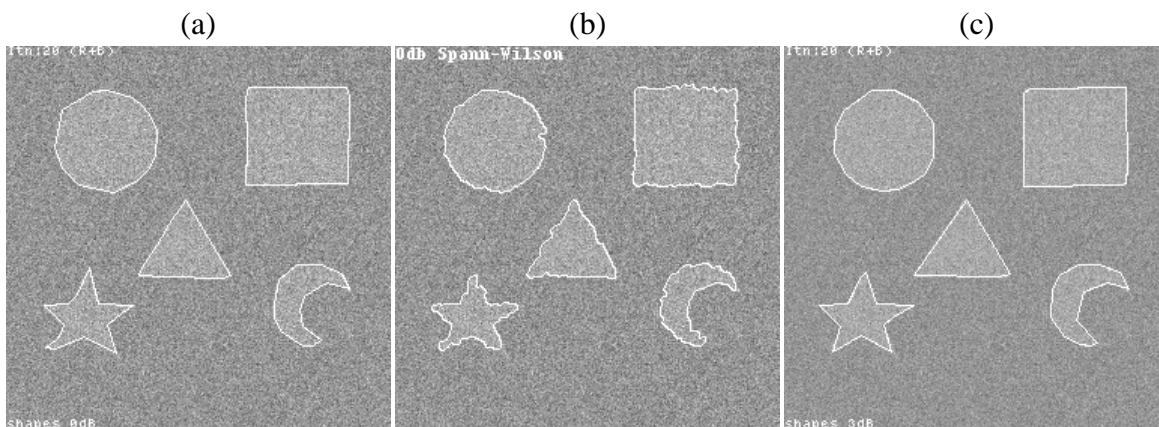 (a)
(b)
(c)
Itn:20 (R+B)
0db Spann-Wilson
Itn:20 (R+B)
shapes 0dB
shapes 3dB